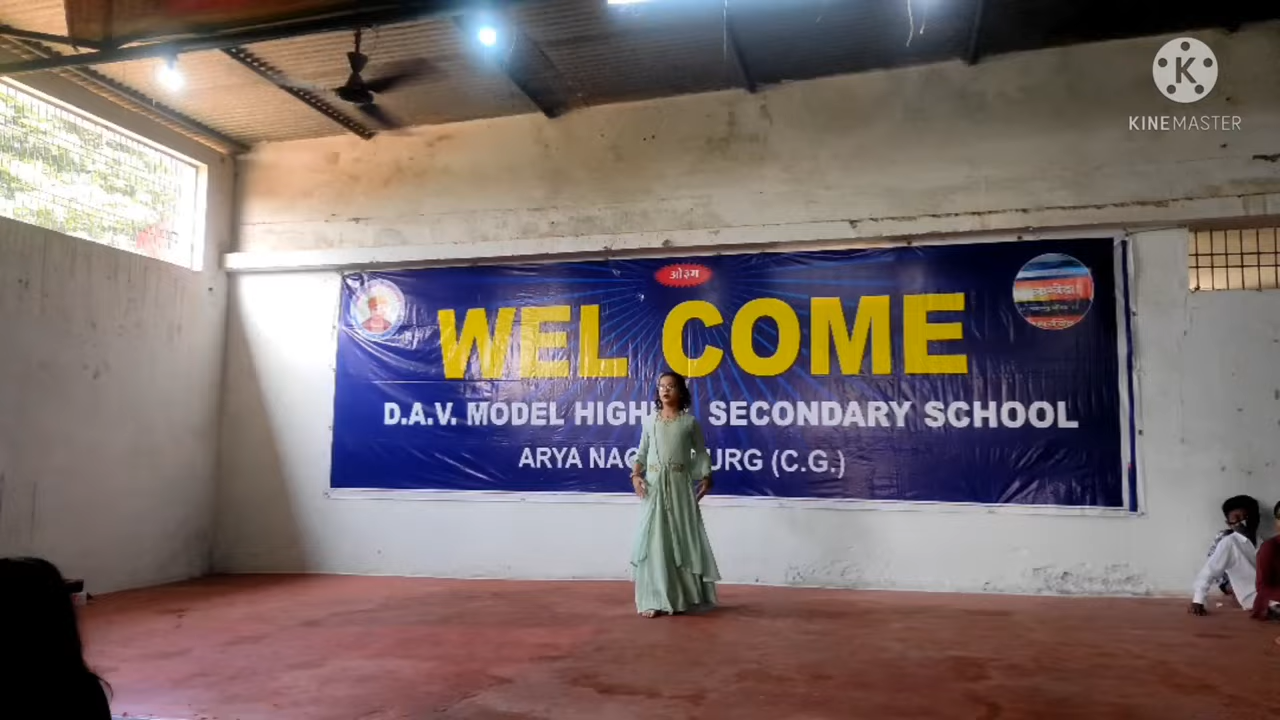 KINEMASTER
ओ३म
WEL COME
D.A.V. MODEL HIGH SECONDARY SCHOOL
ARYA NAG URG (C.G.)